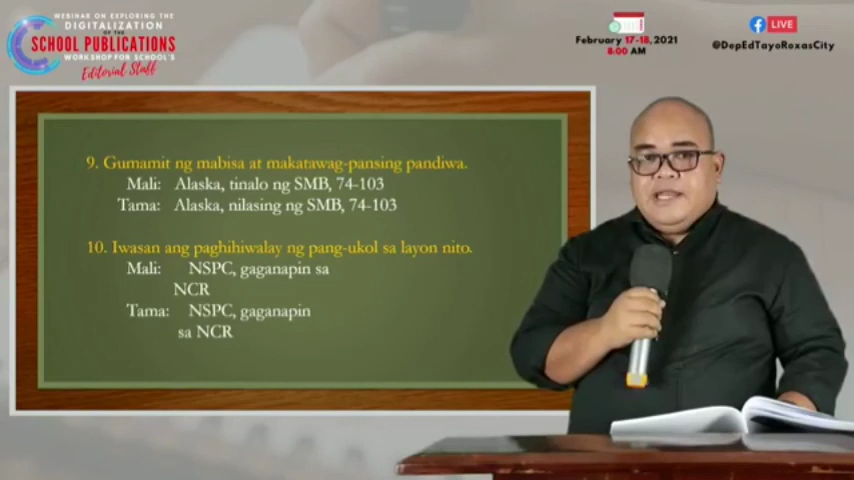 WEBINAR ON EXPLORING THE
DIGITALIZATION
OF THE
SCHOOL PUBLICATIONS
WORKSHOP FOR SCHOOL'S
Editorial Staff
February 17-18, 2021
8:00 AM
LIVE
@DepEdTayoRoxasCity
9. Gumamit ng mabisa at makatawag-pansing pandiwa.
Mali: Alaska, tinalo ng SMB, 74-103
Tama: Alaska, nilasing ng SMB, 74-103
10. Iwasan ang paghihiwalay ng pang-ukol sa layon nito.
Mali: NSPC, gaganapin sa
NCR
Tama: NSPC, gaganapin
sa NCR